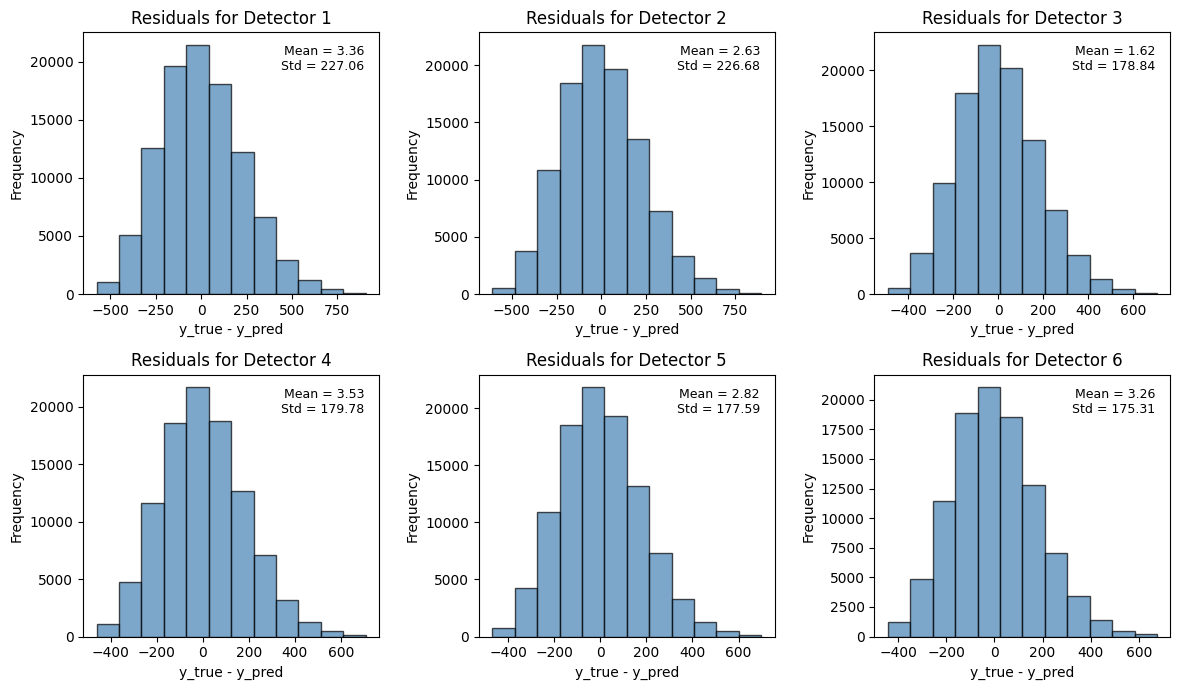 Residuals for Detector 1
Mean = 3.36
Std = 227.06
Frequency
20000
15000
10000
5000
0
−500
−250
0
250
500
750
y_true - y_pred
Residuals for Detector 2
Mean = 2.63
Std = 226.68
Frequency
20000
15000
10000
5000
0
−500
−250
0
250
500
750
y_true - y_pred
Residuals for Detector 3
Mean = 1.62
Std = 178.84
Frequency
20000
15000
10000
5000
0
−400
−200
0
200
400
600
y_true - y_pred
Residuals for Detector 4
Mean = 3.53
Std = 179.78
Frequency
20000
15000
10000
5000
0
−400
−200
0
200
400
600
y_true - y_pred
Residuals for Detector 5
Mean = 2.82
Std = 177.59
Frequency
20000
15000
10000
5000
0
−400
−200
0
200
400
600
y_true - y_pred
Residuals for Detector 6
Mean = 3.26
Std = 175.31
Frequency
20000
17500
15000
12500
10000
7500
5000
2500
0
−400
−200
0
200
400
600
y_true - y_pred